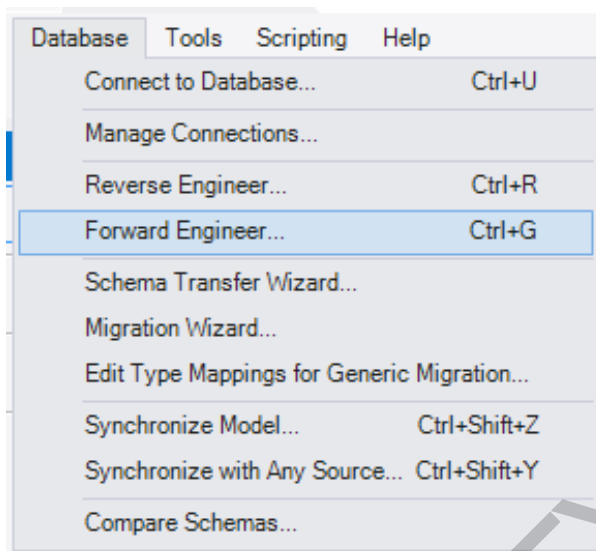 Database Tools Scripting Help
Connect to Database... Ctrl+U
Manage Connections...
Reverse Engineer... Ctrl+R
Forward Engineer... Ctrl+G
Schema Transfer Wizard...
Migration Wizard...
Edit Type Mappings for Generic Migration...
Synchronize Model... Ctrl+Shift+Z
Synchronize with Any Source... Ctrl+Shift+Y
Compare Schemas...